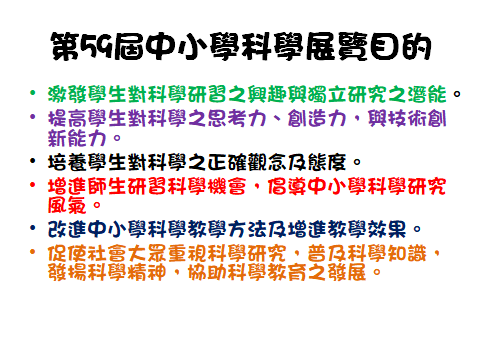 第59屆中小學科學展覽目的
• 激發學生對科學研習之興趣與獨立研究之潛能。
• 提高學生對科學之思考力、創造力，與技術創
新能力。
• 培養學生對科學之正確觀念及態度。
• 增進師生研習科學機會，倡導中小學科學研究
風氣。
• 改進中小學科學教學方法及增進教學效果。
• 促使社會大眾重視科學研究，普及科學知識，
發揚科學精神，協助科學教育之發展。